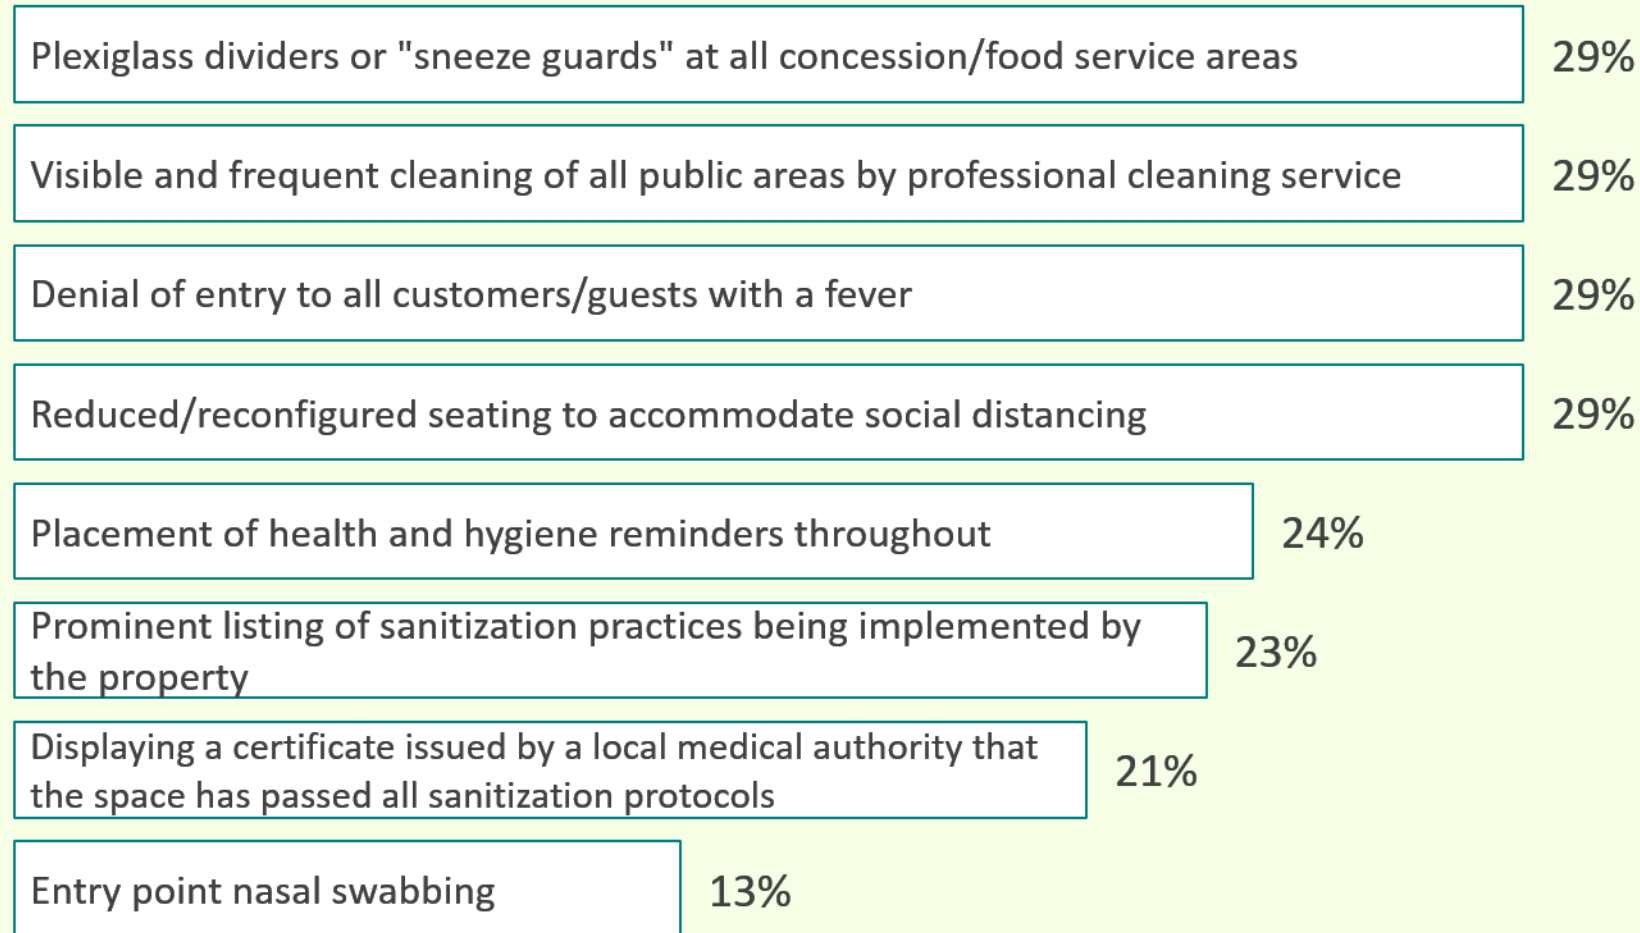 Plexiglass dividers or "sneeze guards" at all concession/food service areas 29%
Visible and frequent cleaning of all public areas by professional cleaning service 29%
Denial of entry to all customers/guests with a fever 29%
Reduced/reconfigured seating to accommodate social distancing 29%
Placement of health and hygiene reminders throughout 24%
Prominent listing of sanitization practices being implemented by
the property 23%
Displaying a certificate issued by a local medical authority that
the space has passed all sanitization protocols 21%
Entry point nasal swabbing 13%